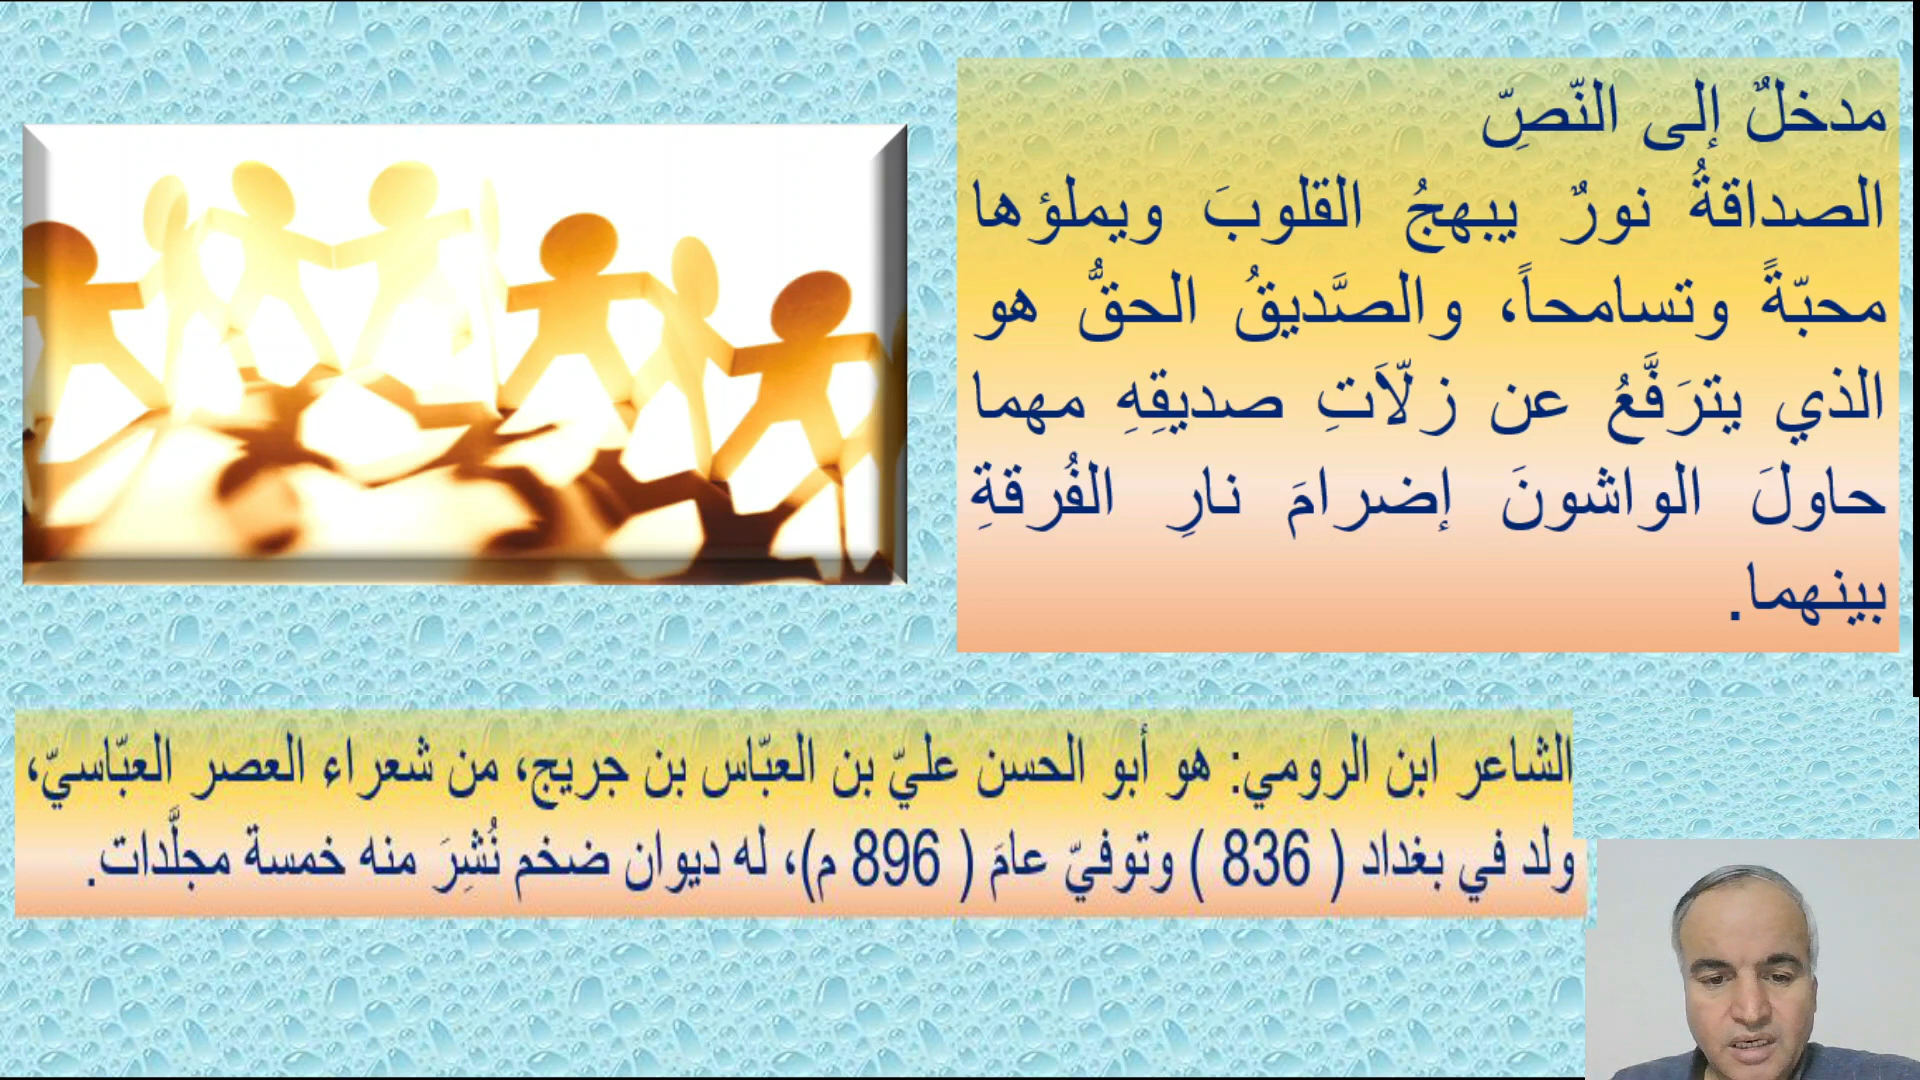 مدخلٌ إلى النّصِّ
الصداقةُ نورٌ يبهجُ القلوبَ ويملؤها
محبّةً وتسامحاً، والصَّديقُ الحقُّ هو
الذي يترَفَّعُ عن زلّاَتِ صديقِهِ مهما
حاولَ الواشونَ إضرامَ نارِ الفُرقةِ
بينهما.
الشاعر ابن الرومي: هو أبو الحسن عليّ بن العبّاس بن جريج، من شعراء العصر العبّاسيّ،
ولد في بغداد ( 836 ) وتوفيّ عامَ ( 896 م)، له ديوان ضخم نُشِرَ منه خمسة مجلَّدات.